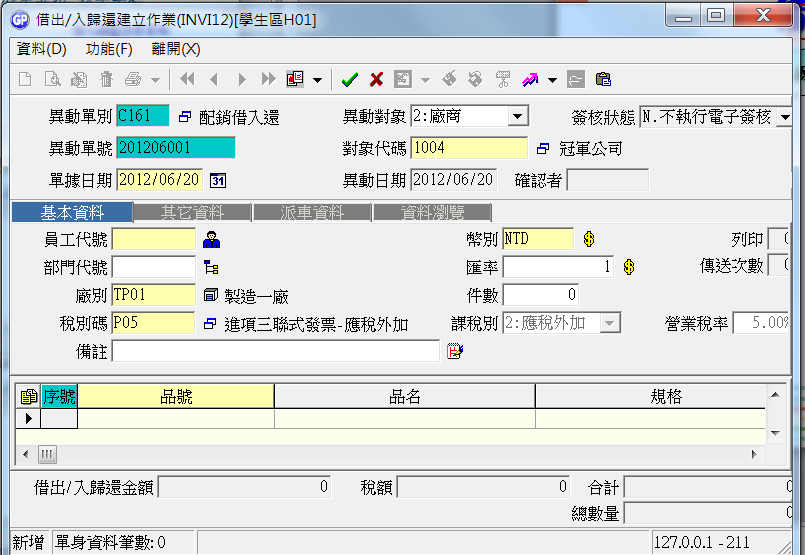 GP 借出/入歸還建立作業(INVI12)[學生區H01]
資料(D) 功能(F) 離開(X)
異動單別 C161 配銷借入還 異動對象 2:廠商 簽核狀態 N.不執行電子簽核
異動單號 201206001 對象代碼 1004 冠軍公司
單據日期 2012/06/20 31 異動日期 2012/06/20 確認者
基本資料 其它資料 派車資料 資料瀏覽
員工代號 幣別 NTD 列印
部門代號 匯率 1 傳送次數
廠別 TP01 製造一廠 件數 0
稅別碼 P05 進項三聯式發票-應稅外加 課稅別 2:應稅外加 營業稅率 5.00%
備註
序號 品號 品名 規格
借出/入歸還金額 0 稅額 0 合計 0
總數量 0
新增 單身資料筆數: 0 127.0.0.1 - 211